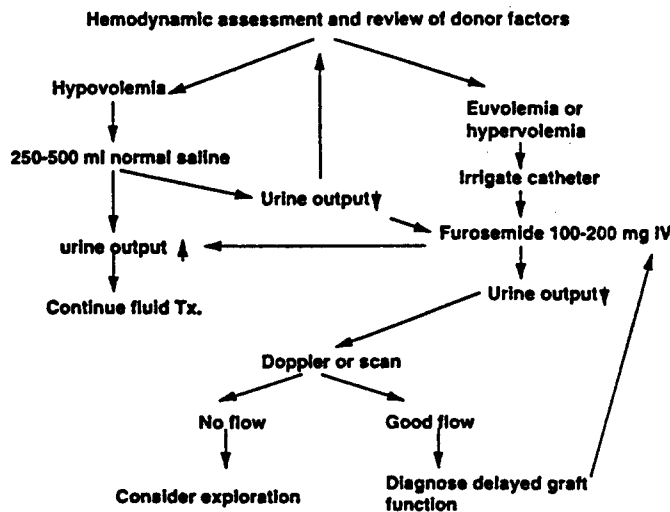 Hemodynamic assessment and review of donor factors
Hypovolemia
Euvolemia or
hypervolemia
250-500 ml normal saline
Irrigate catheter
Urine output
urine output
Furosemide 100-200 mg IV
Continue fluid Tx.
Urine output
Doppler or scan
No flow
Good flow
Consider exploration
Diagnose delayed graft
function